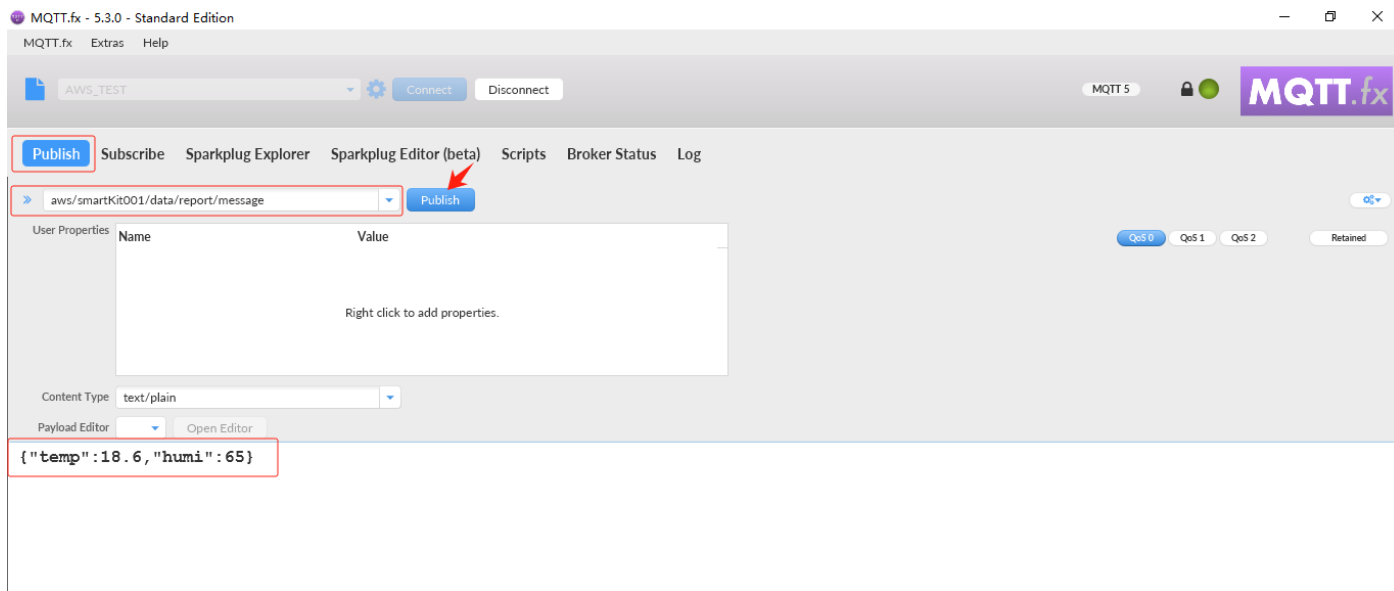 MQTT.fx - 5.3.0 - Standard Edition
MQTT.fx Extras Help
AWS_TEST Connect Disconnect MQTT 5 MQTT.fx
Publish Subscribe Sparkplug Explorer Sparkplug Editor (beta) Scripts Broker Status Log
aws/smartKit001/data/report/message Publish
User Properties Name Value QoS 0 QoS 1 QoS 2 Retained
Right click to add properties.
Content Type text/plain
Payload Editor Open Editor
{"temp":18.6,"humi":65}